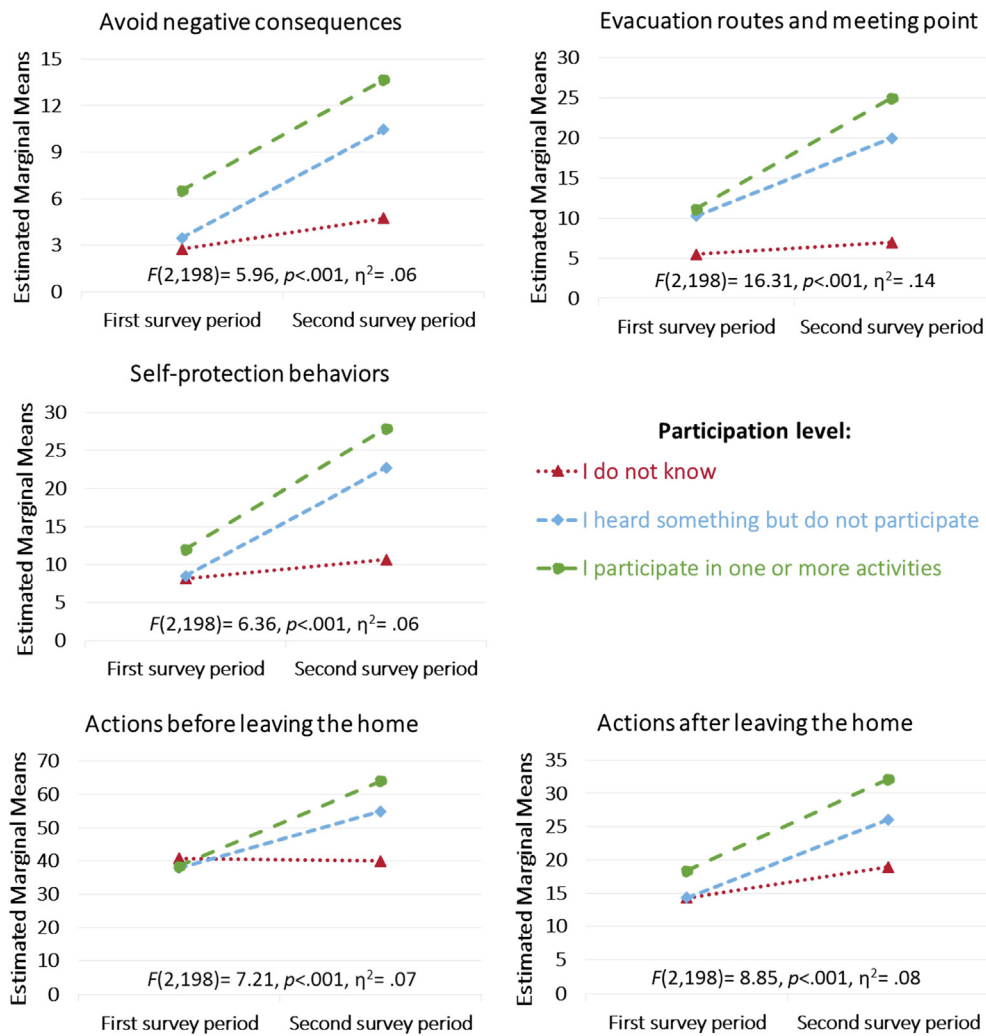 Avoid negative consequences
Estimated Marginal Means
15
12
9
6
3
0
F(2,198)= 5.96, p<.001, η²= .06
First survey period
Second survey period
Evacuation routes and meeting point
Estimated Marginal Means
30
25
20
15
10
5
0
F(2,198)= 16.31, p<.001, η²= .14
First survey period
Second survey period
Self-protection behaviors
Estimated Marginal Means
30
25
20
15
10
5
0
F(2,198)= 6.36, p<.001, η²= .06
First survey period
Second survey period
Participation level:
I do not know
I heard something but do not participate
I participate in one or more activities
Actions before leaving the home
Estimated Marginal Means
70
60
50
40
30
20
10
0
F(2,198)= 7.21, p<.001, η²= .07
First survey period
Second survey period
Actions after leaving the home
Estimated Marginal Means
35
30
25
20
15
10
5
0
F(2,198)= 8.85, p<.001, η²= .08
First survey period
Second survey period